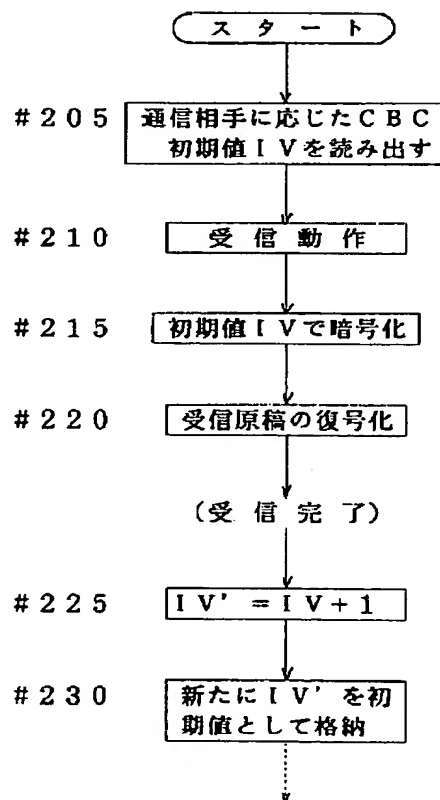 スタート
#205 通信相手に応じたCBC
初期値IVを読み出す
#210 受信動作
#215 初期値IVで暗号化
#220 受信原稿の復号化
(受信完了)
#225 IV'=IV+1
#230 新たにIV'を初
期値として格納